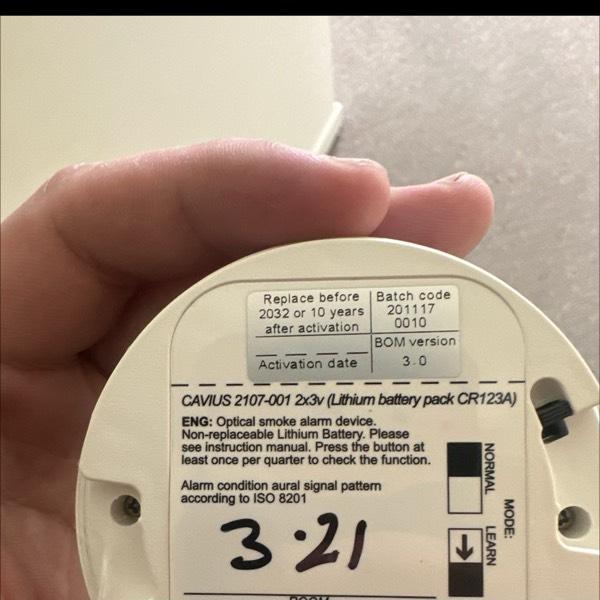 Replace before
2032 or 10 years
after activation
Activation date
Batch code
201117
0010
BOM version
3.0
CAVIUS 2107-001 2x3v (Lithium battery pack CR123A)
ENG: Optical smoke alarm device.
Non-replaceable Lithium Battery. Please
see instruction manual. Press the button at
least once per quarter to check the function.
Alarm condition aural signal pattern
according to ISO 8201
3.21
MODE:
NORMAL
LEARN